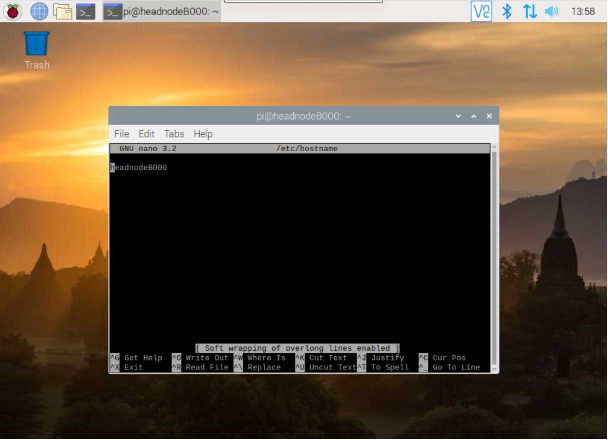 pi@headnodeB000: ~
13:58
Trash
pi@headnodeB000: ~
File Edit Tabs Help
GNU nano 3.2 /etc/hostname
headnodeB000
[ Soft wrapping of overlong lines enabled ]
^G Get Help ^O Write Out ^W Where Is ^K Cut Text ^J Justify ^C Cur Pos
^X Exit ^R Read File ^\ Replace ^U Uncut Text ^T To Spell ^_ Go To Line